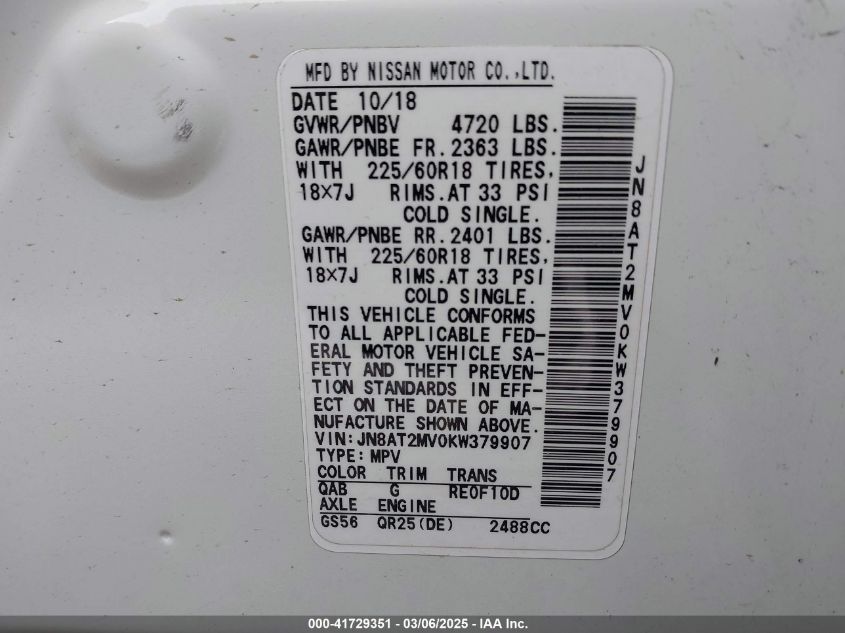 MFD BY NISSAN MOTOR CO.,LTD.
DATE 10/18
GVWR/PNBV 4720 LBS.
GAWR/PNBE FR. 2363 LBS.
WITH 225/60R18 TIRES,
18×7J RIMS.AT 33 PSI
COLD SINGLE.
GAWR/PNBE RR. 2401 LBS.
WITH 225/60R18 TIRES,
18×7J RIMS.AT 33 PSI
COLD SINGLE.
THIS VEHICLE CONFORMS
TO ALL APPLICABLE FED-
ERAL MOTOR VEHICLE SA-
FETY AND THEFT PREVEN-
TION STANDARDS IN EFF-
ECT ON THE DATE OF MA-
NUFACTURE SHOWN ABOVE.
VIN:JN8AT2MV0KW379907
TYPE:MPV
COLOR TRIM TRANS
QAB G RE0F10D
AXLE ENGINE
GS56 QR25(DE) 2488CC
JN8AT2MV0KW379907
000-41729351 - 03/06/2025 - IAA Inc.